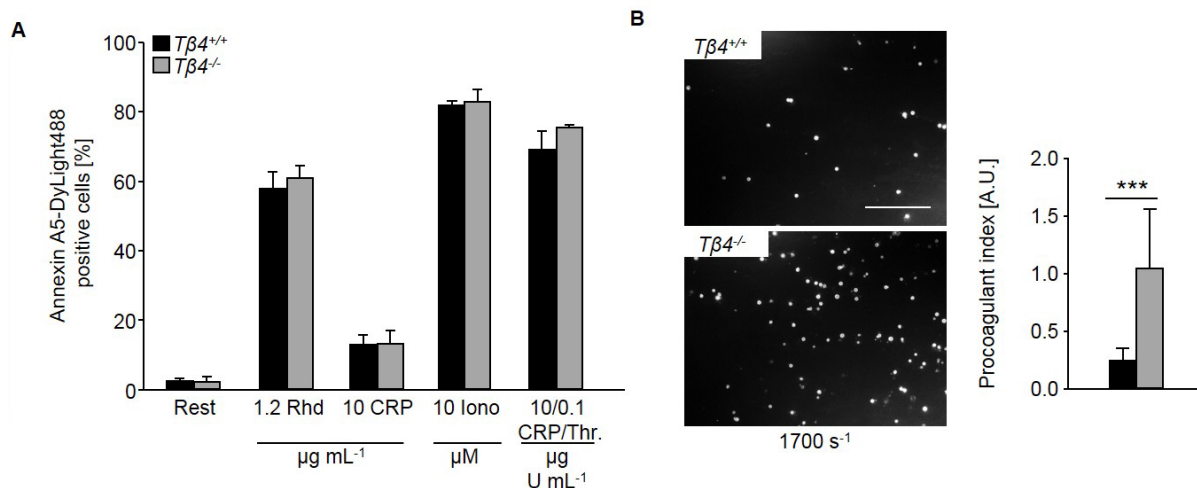 A
Annexin A5-DyLight488
positive cells [%]
100
80
60
40
20
0
Tβ4+/+
Tβ4-/-
Rest
1.2 Rhd
10 CRP
10 Iono
10/0.1
CRP/Thr.
µg mL-1
µM
µg
U mL-1
B
Tβ4+/+
Tβ4-/-
1700 s-1
Procoagulant index [A.U.]
2.0
1.5
1.0
0.5
0.0
***